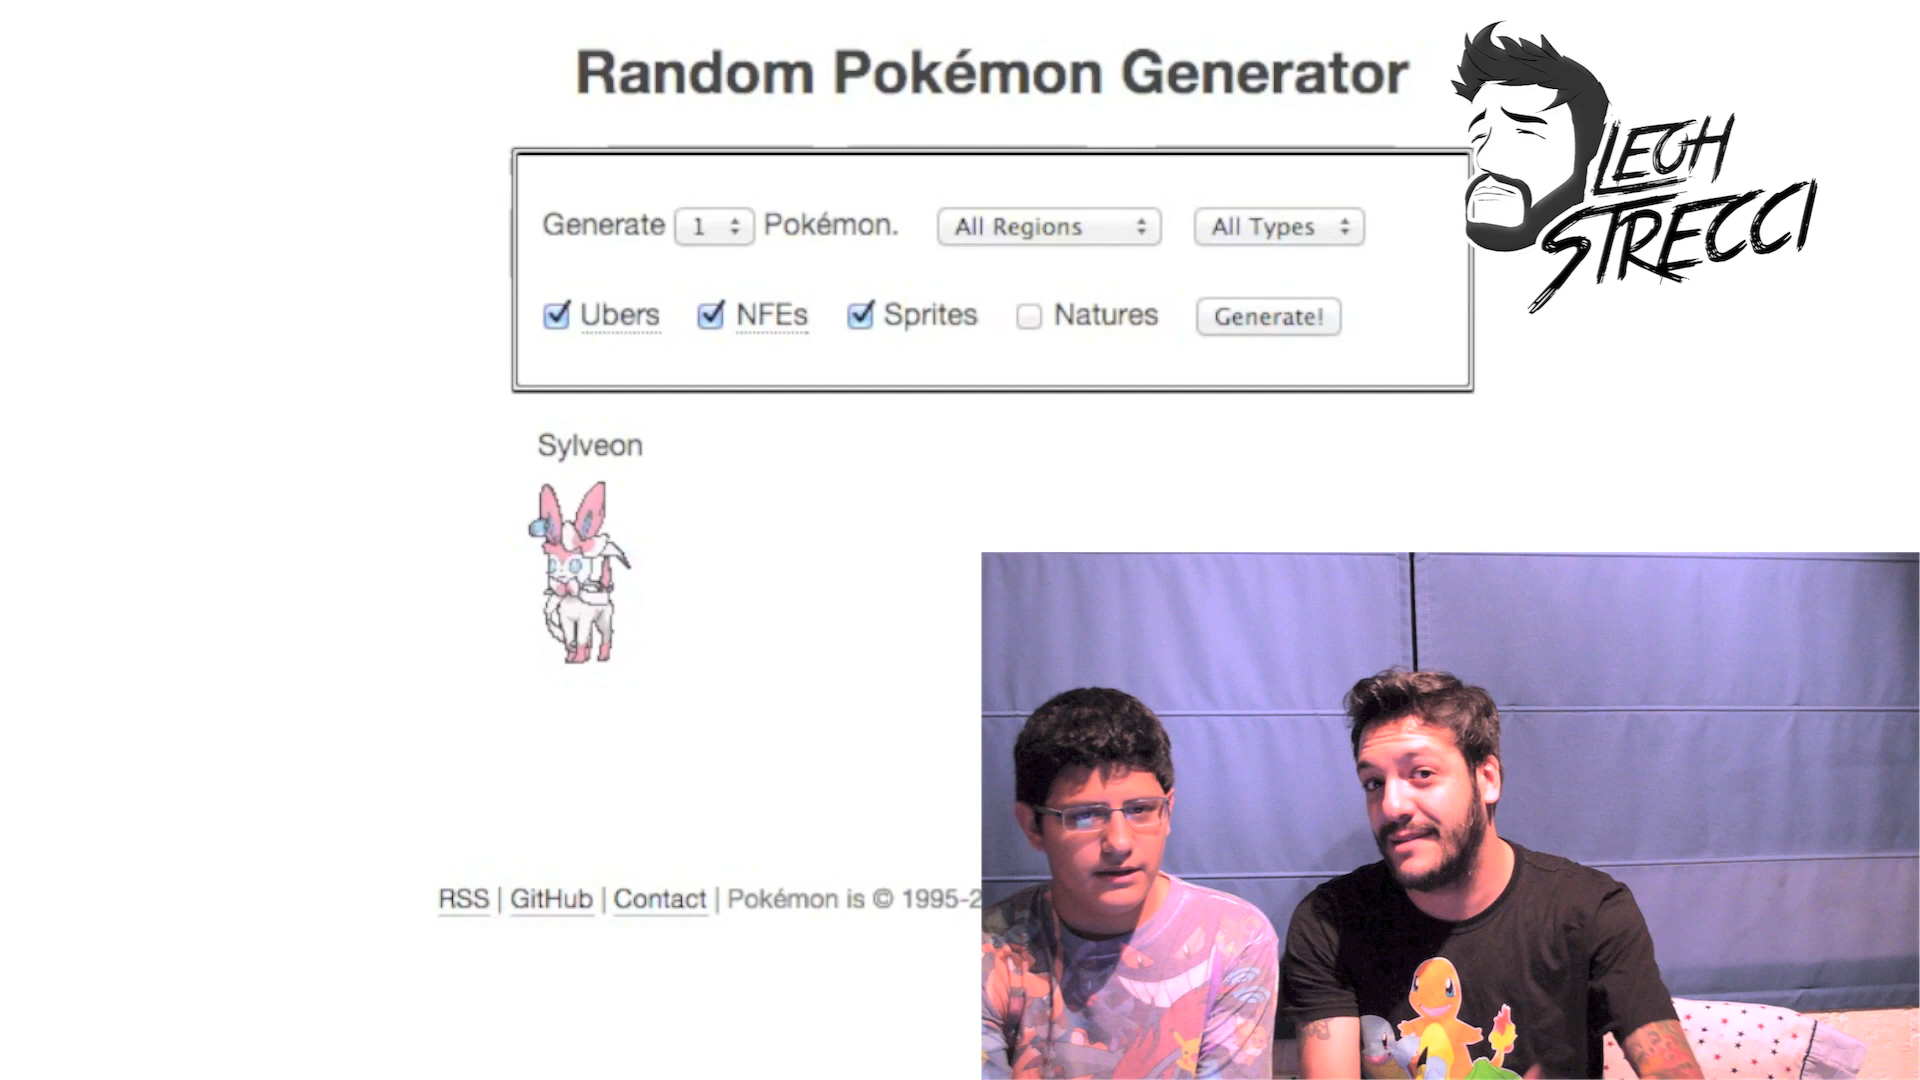 Random Pokémon Generator
LEOH
STRECCI
Generate 1 Pokémon. All Regions All Types
Ubers NFEs Sprites Natures Generate!
Sylveon
RSS | GitHub | Contact | Pokémon is © 1995-2